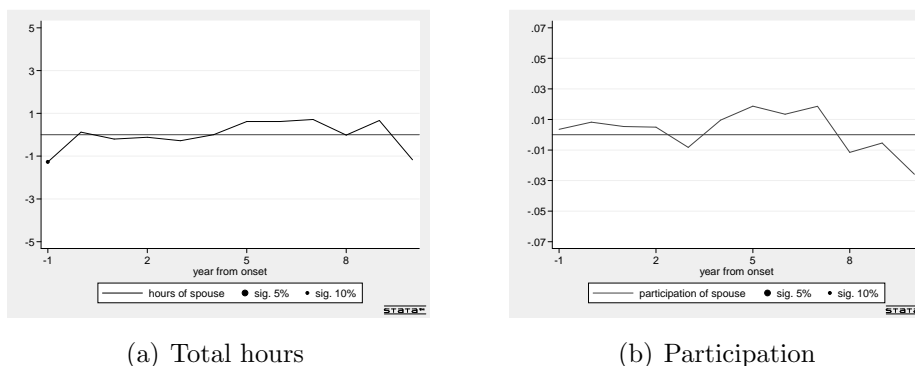 5
3
1
-1
-3
-5
-1 2 5 8
year from onset
hours of spouse sig. 5% sig. 10%
STATA™
(a) Total hours
.07
.05
.03
.01
-.01
-.03
-.05
-.07
-1 2 5 8
year from onset
participation of spouse sig. 5% sig. 10%
STATA
(b) Participation